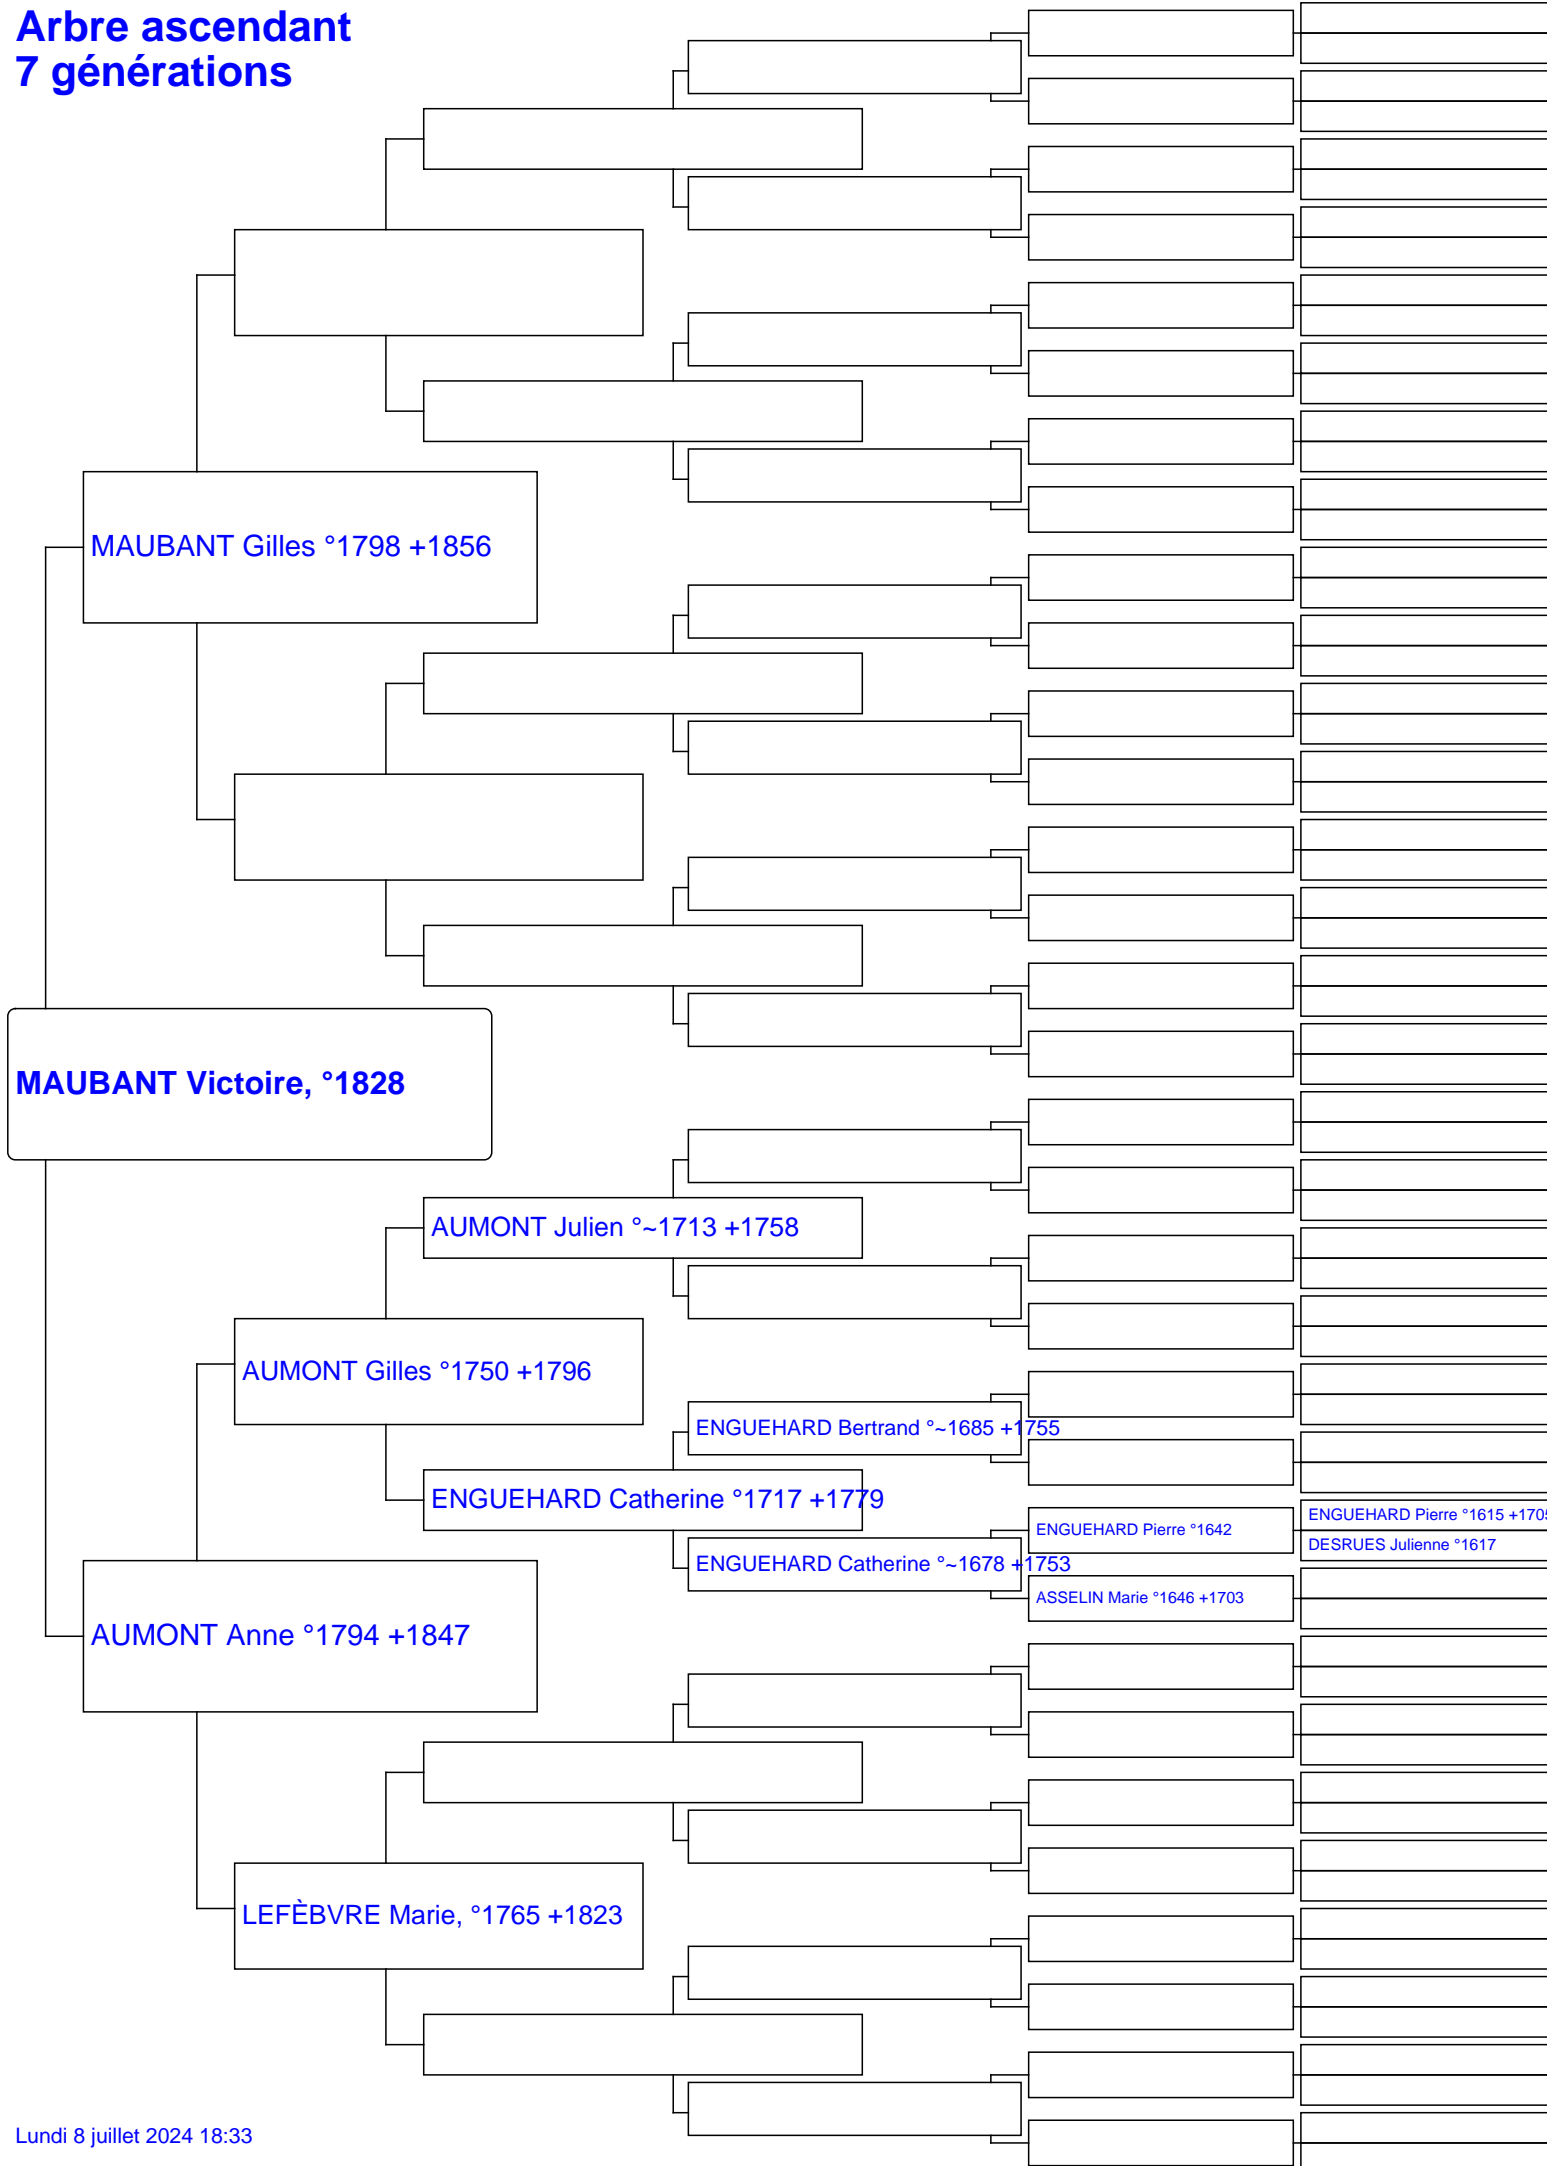 Arbre ascendant
7 générations
MAUBANT Gilles °1798 +1856
MAUBANT Victoire, °1828
AUMONT Julien °~1713 +1758
AUMONT Gilles °1750 +1796
ENGUEHARD Bertrand °~1685 +1755
ENGUEHARD Catherine °1717 +1779
ENGUEHARD Pierre °1615 +1705
ENGUEHARD Pierre °1642
DESRUES Julienne °1617
ENGUEHARD Catherine °~1678 +1753
ASSELIN Marie °1646 +1703
AUMONT Anne °1794 +1847
LEFÈBVRE Marie, °1765 +1823
Lundi 8 juillet 2024 18:33